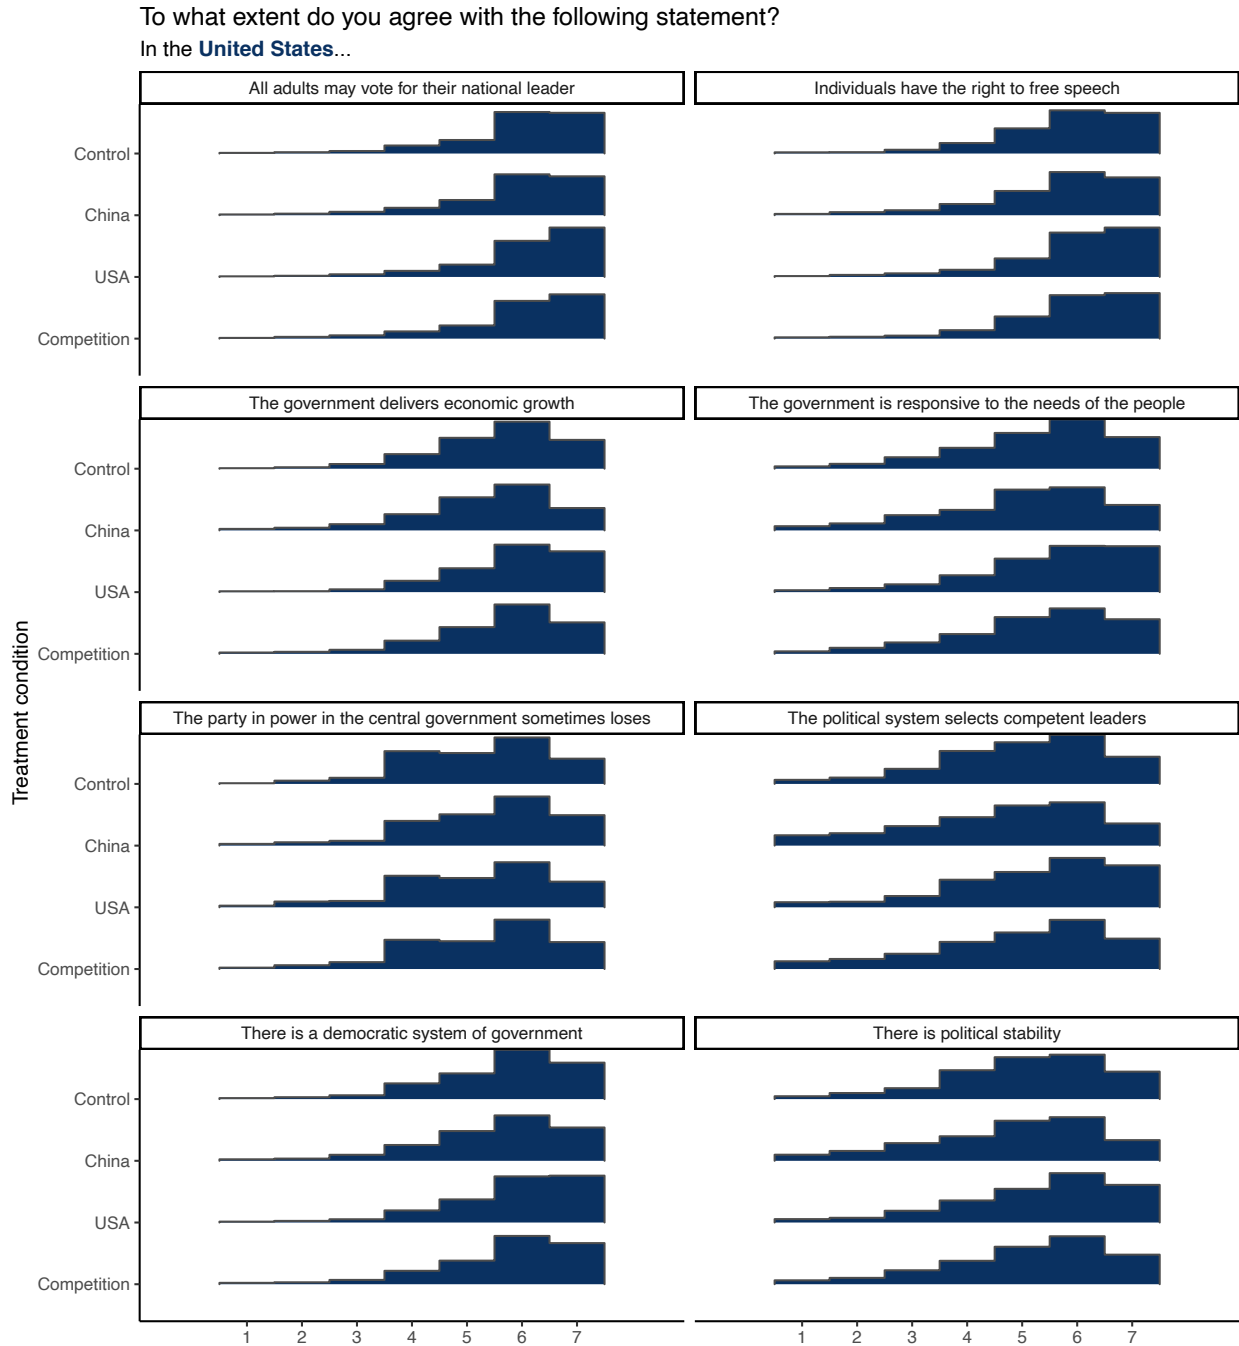 To what extent do you agree with the following statement?
In the United States...
All adults may vote for their national leader
Individuals have the right to free speech
Control
China
USA
Competition
The government delivers economic growth
The government is responsive to the needs of the people
Control
China
USA
Competition
Treatment condition
The party in power in the central government sometimes loses
The political system selects competent leaders
Control
China
USA
Competition
There is a democratic system of government
There is political stability
Control
China
USA
Competition
1 2 3 4 5 6 7
1 2 3 4 5 6 7